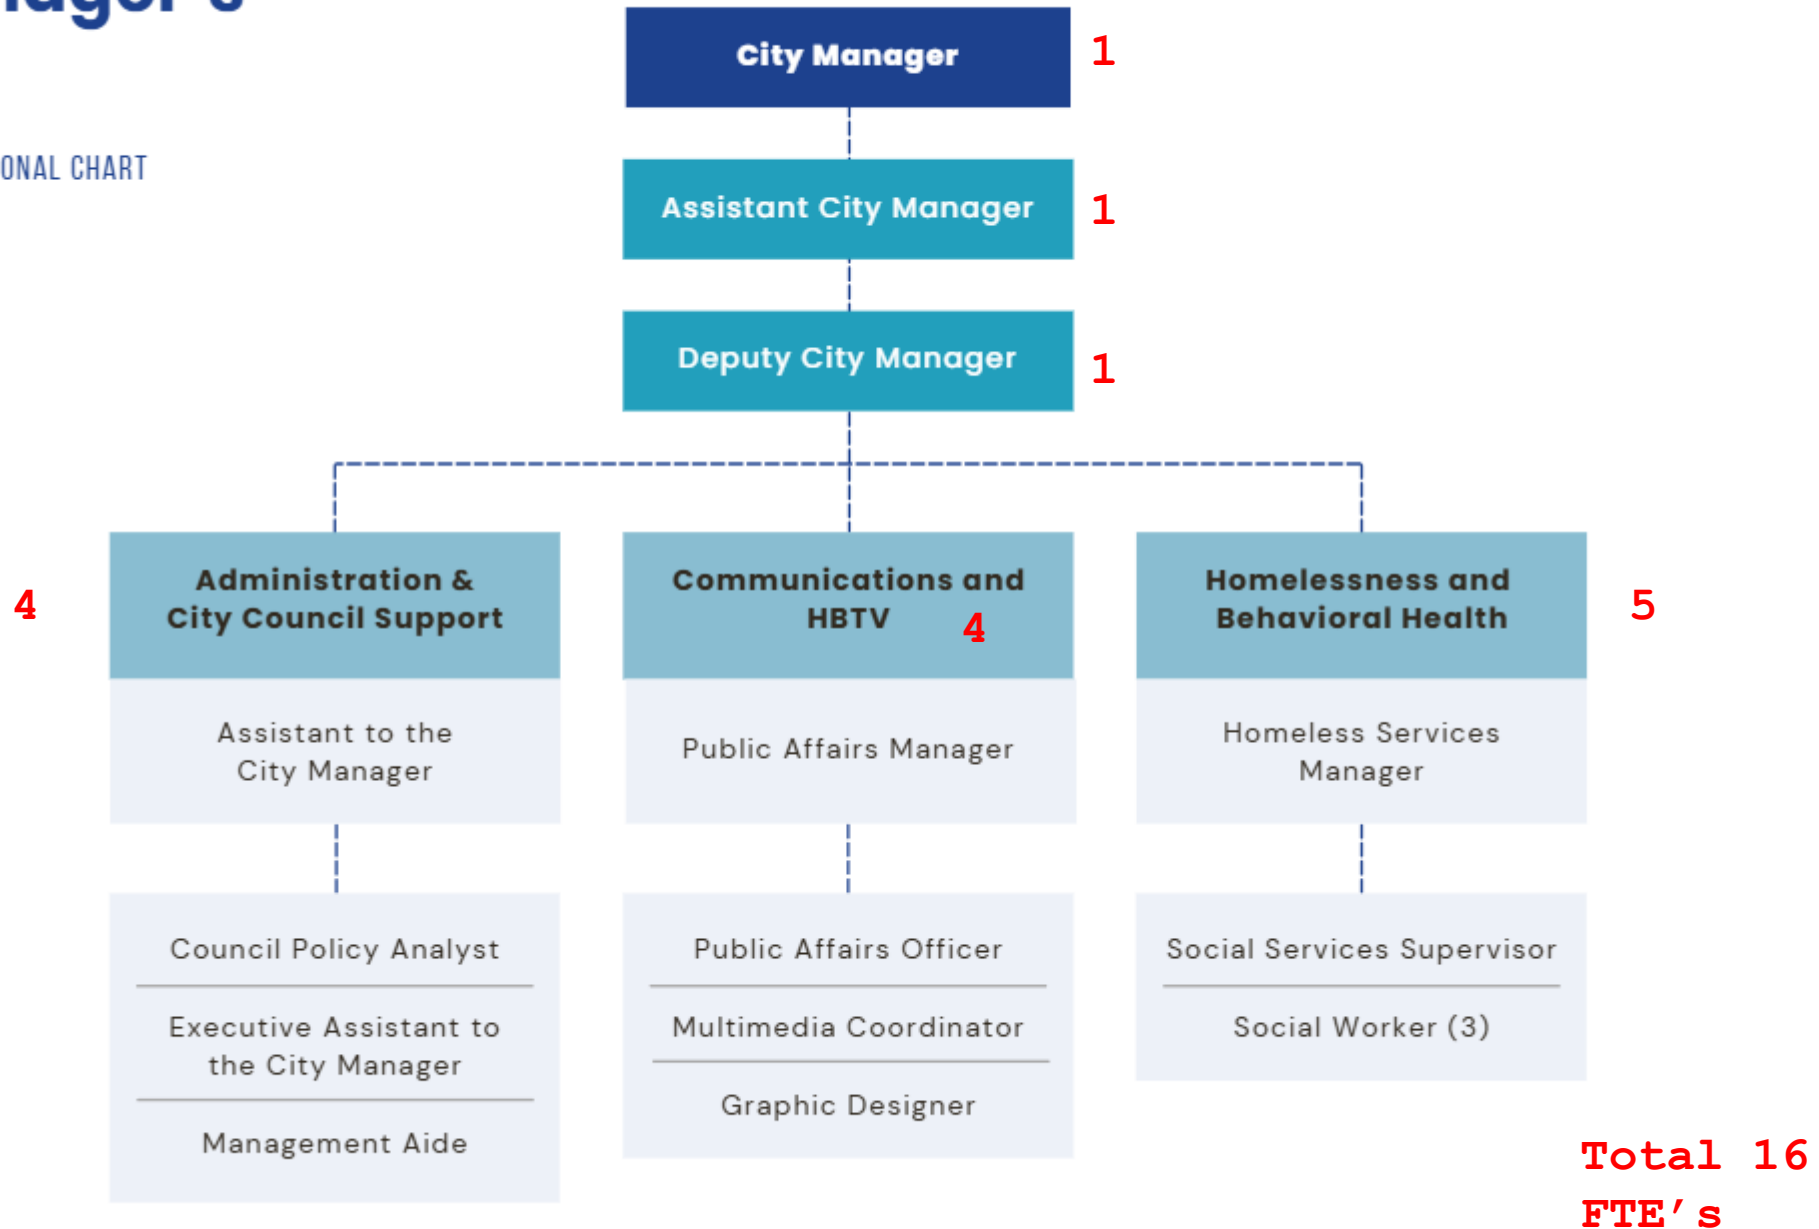 City Manager 1
ONAL CHART
Assistant City Manager 1
Deputy City Manager 1
4
Administration &
City Council Support
Assistant to the
City Manager
Council Policy Analyst
Executive Assistant to
the City Manager
Management Aide
Communications and
HBTV 4
Public Affairs Manager
Public Affairs Officer
Multimedia Coordinator
Graphic Designer
Homelessness and
Behavioral Health
5
Homeless Services
Manager
Social Services Supervisor
Social Worker (3)
Total 16
FTE's